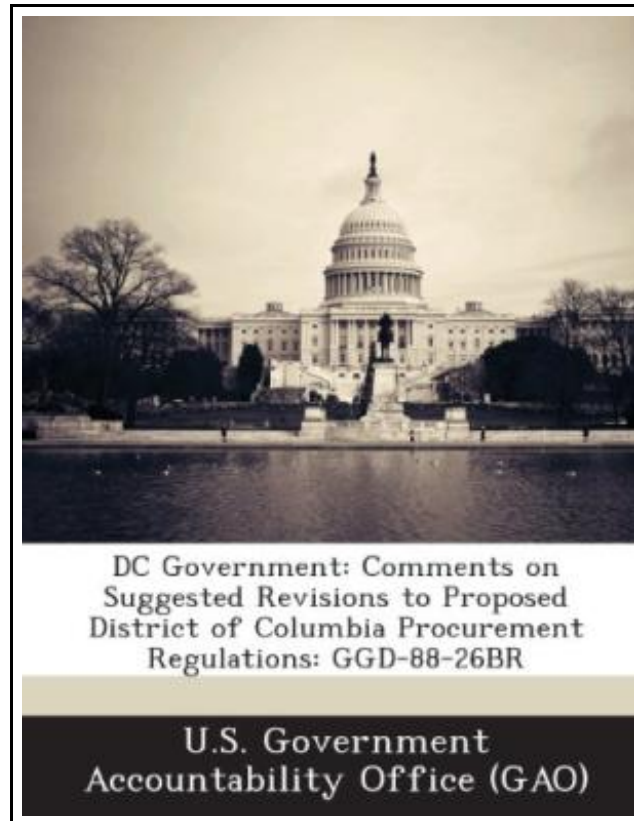 DC Government: Comments on
Suggested Revisions to Proposed
District of Columbia Procurement
Regulations: GGD-88-26BR
U.S. Government
Accountability Office (GAO)